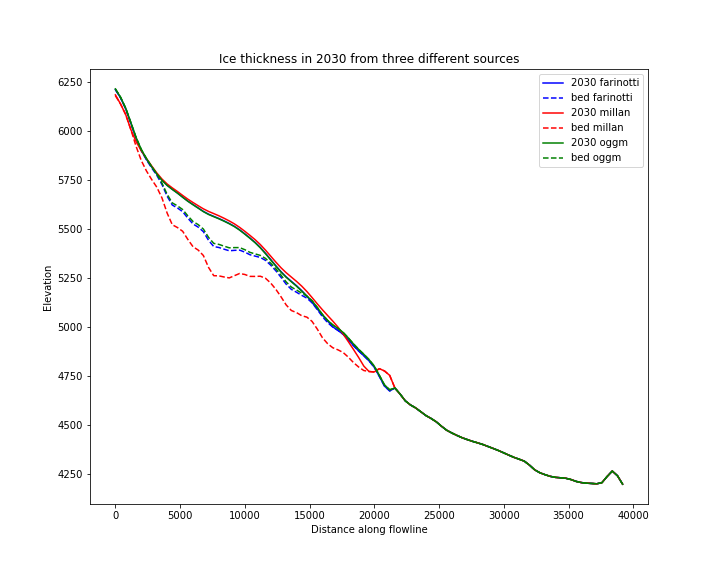 Ice thickness in 2030 from three different sources
6250
6000
5750
5500
5250
5000
4750
4500
4250
Elevation
2030 farinotti
bed farinotti
2030 millan
bed millan
2030 oggm
bed oggm
0
5000
10000
15000
20000
25000
30000
35000
40000
Distance along flowline